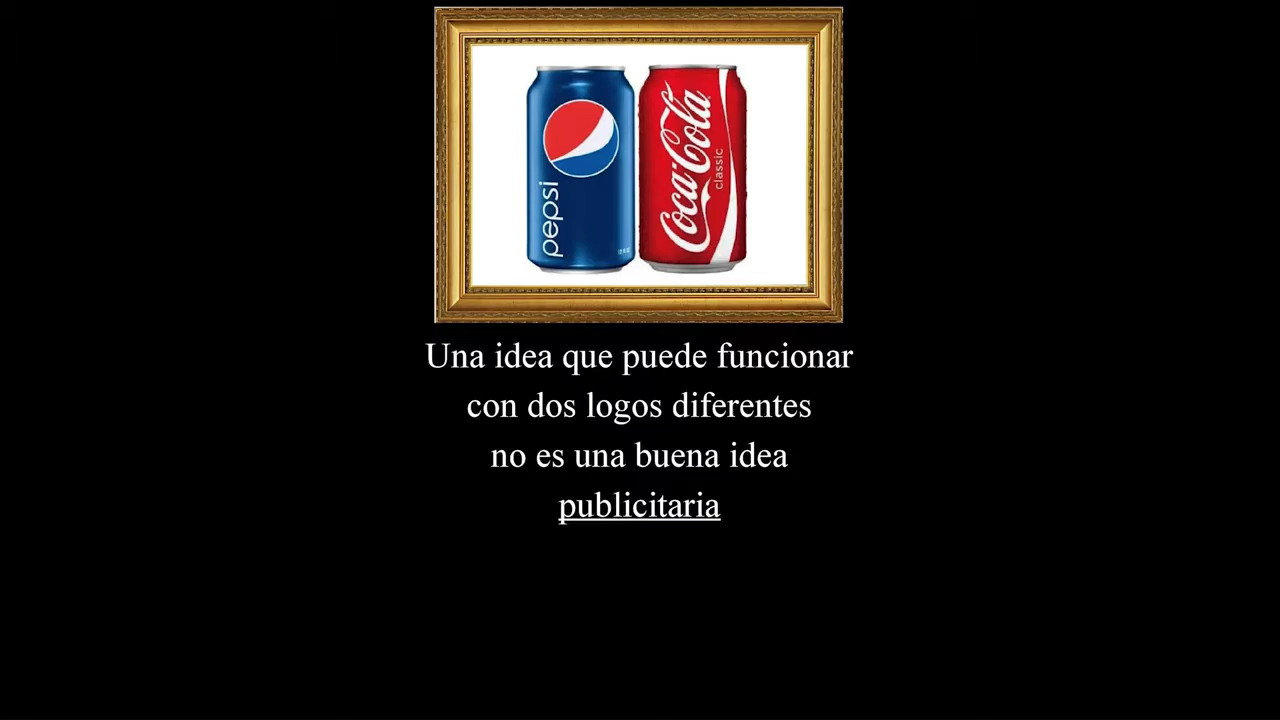 pepsi
Coca-Cola
classic
Una idea que puede funcionar
con dos logos diferentes
no es una buena idea
publicitaria